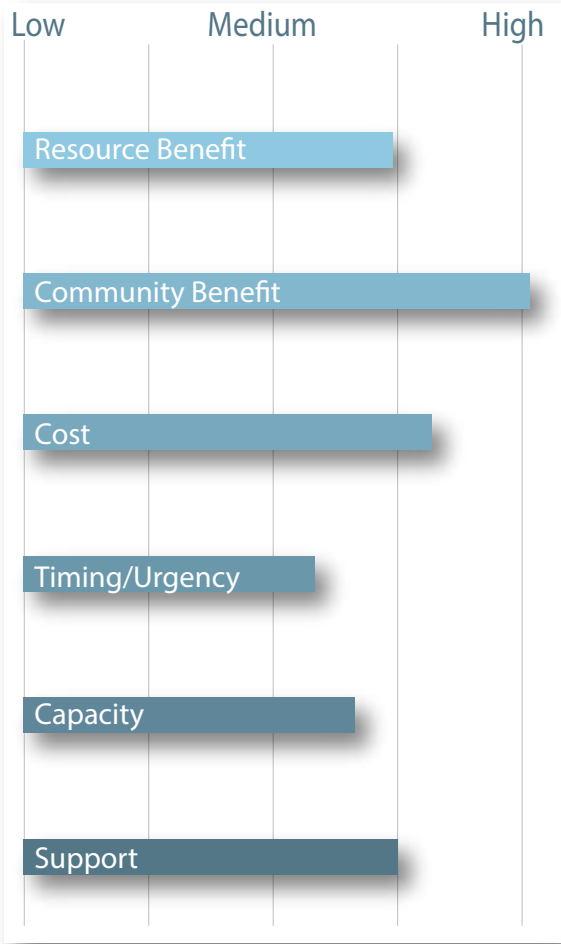 Low Medium High
Resource Benefit
Community Benefit
Cost
Timing/Urgency
Capacity
Support